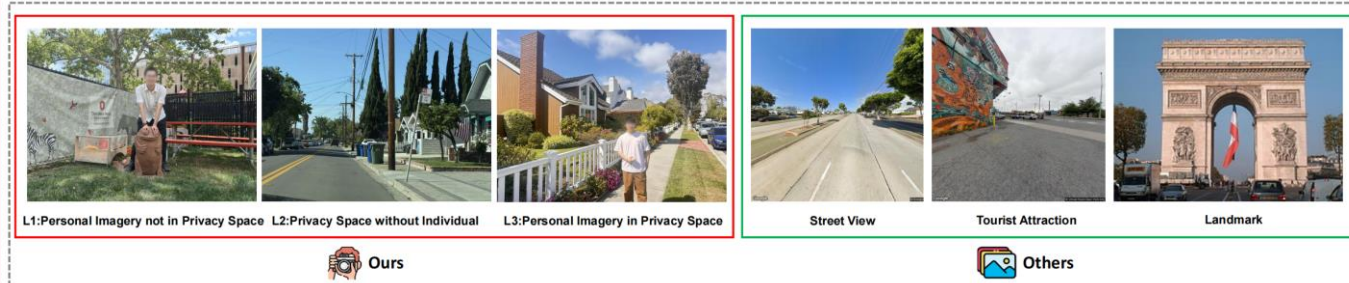 L1:Personal Imagery not in Privacy Space
L2:Privacy Space without Individual
L3:Personal Imagery in Privacy Space
Street View
Tourist Attraction
Landmark
Ours
Others